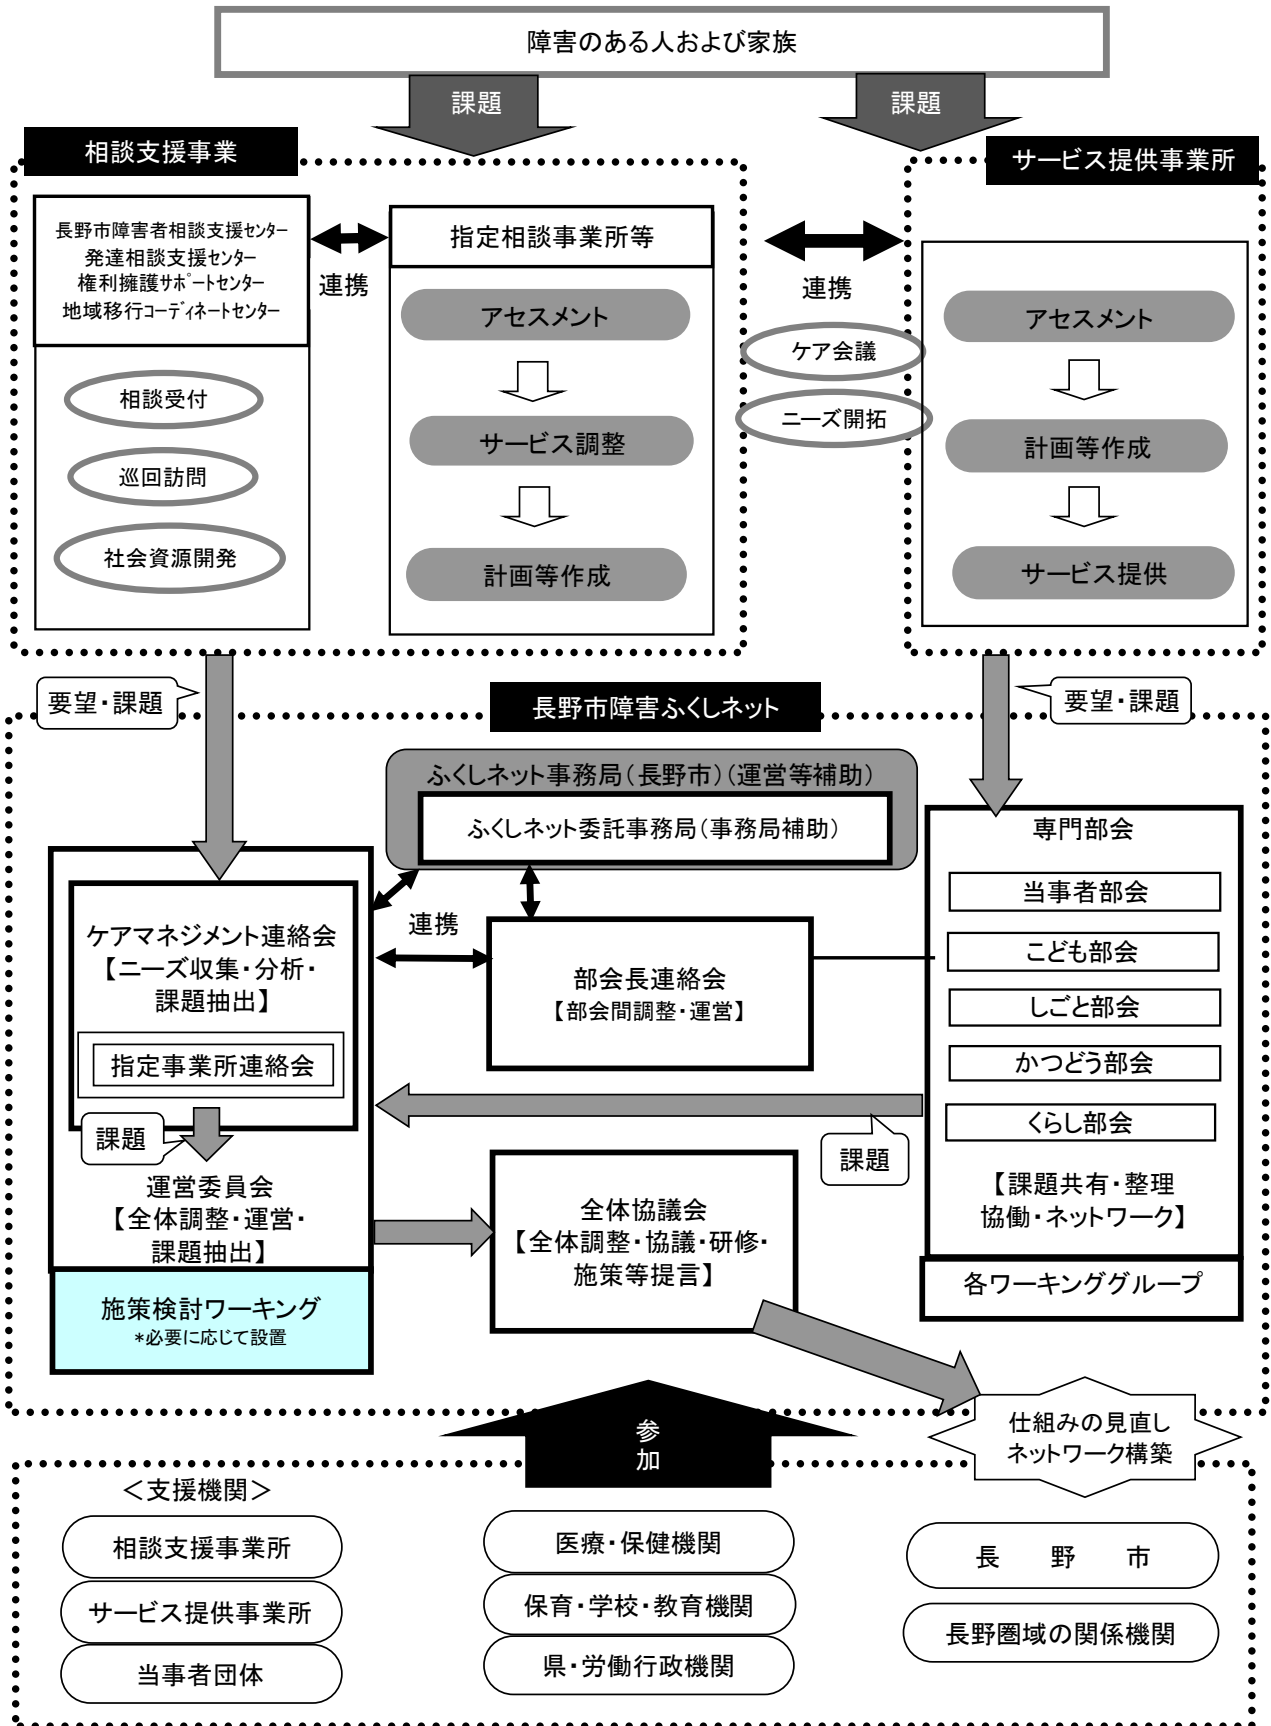 障害のある人および家族
課題
課題
相談支援事業
サービス提供事業所
長野市障害者相談支援センター
発達相談支援センター
権利擁護サポートセンター
地域移行コーディネートセンター
連携
指定相談事業所等
アセスメント
サービス調整
計画等作成
相談受付
巡回訪問
社会資源開発
連携
ケア会議
ニーズ開拓
アセスメント
計画等作成
サービス提供
要望・課題
要望・課題
長野市障害ふくしネット
ふくしネット事務局（長野市）（運営等補助）
ふくしネット委託事務局（事務局補助）
ケアマネジメント連絡会
【ニーズ収集・分析・
課題抽出】
指定事業所連絡会
課題
運営委員会
【全体調整・運営・
課題抽出】
施策検討ワーキング
*必要に応じて設置
連携
部会長連絡会
【部会間調整・運営】
専門部会
当事者部会
こども部会
しごと部会
かつどう部会
くらし部会
【課題共有・整理
協働・ネットワーク】
各ワーキンググループ
課題
全体協議会
【全体調整・協議・研修・
施策等提言】
仕組みの見直し
ネットワーク構築
参
加
＜支援機関＞
相談支援事業所
サービス提供事業所
当事者団体
医療・保健機関
保育・学校・教育機関
県・労働行政機関
長　野　市
長野圏域の関係機関